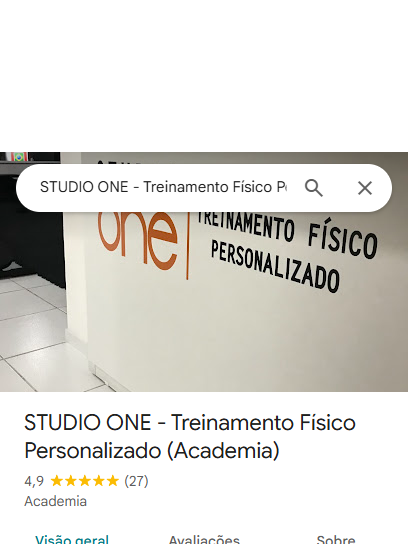 STUDIO ONE - Treinamento Físico P
one
TREINAMENTO FÍSICO
PERSONALIZADO
STUDIO ONE - Treinamento Físico
Personalizado (Academia)
4,9 (27)
Academia
Visão geral Avaliações Sobre